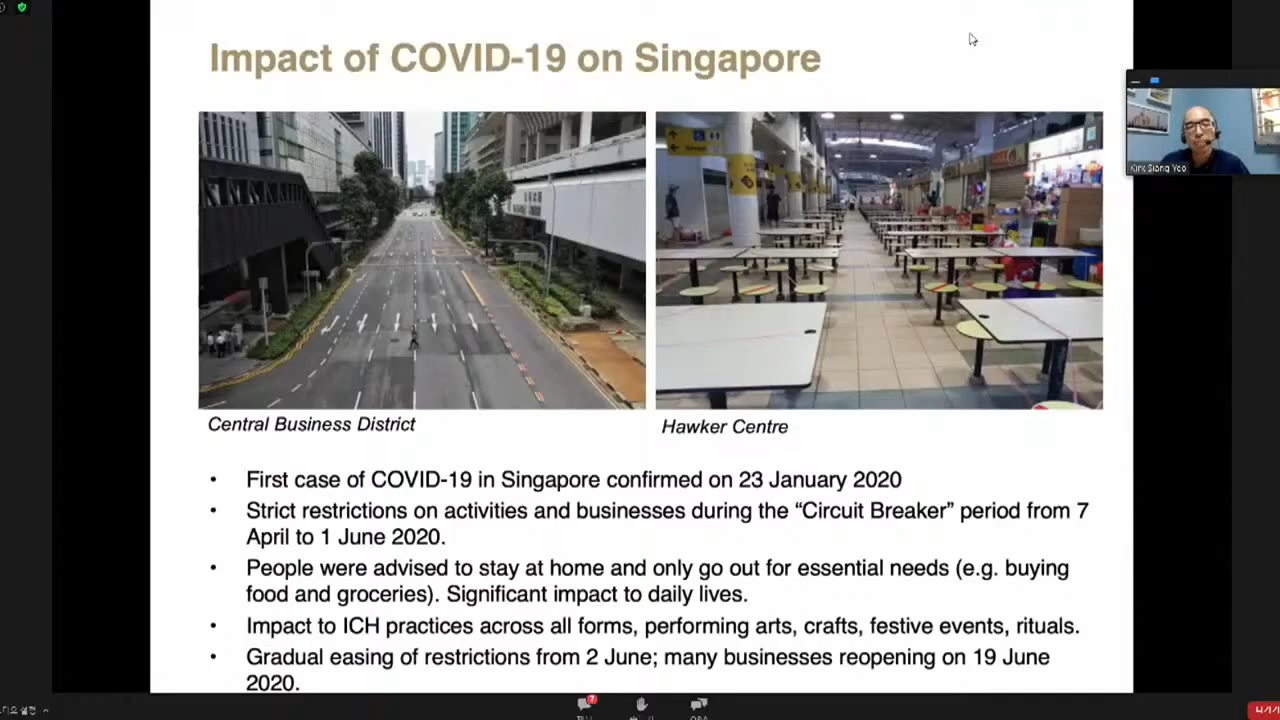 Impact of COVID-19 on Singapore
Kirk Siang Yeo
Central Business District
Hawker Centre
• First case of COVID-19 in Singapore confirmed on 23 January 2020
• Strict restrictions on activities and businesses during the “Circuit Breaker” period from 7
April to 1 June 2020.
• People were advised to stay at home and only go out for essential needs (e.g. buying
food and groceries). Significant impact to daily lives.
• Impact to ICH practices across all forms, performing arts, crafts, festive events, rituals.
• Gradual easing of restrictions from 2 June; many businesses reopening on 19 June
2020.
7